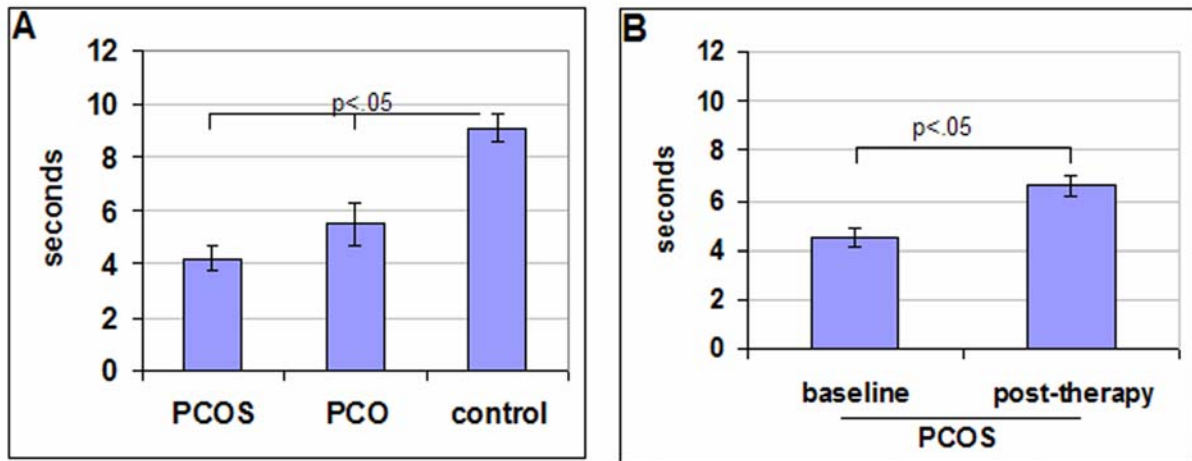 A
12
10
8
6
4
2
0
seconds
p<.05
PCOS PCO control
B
12
10
8
6
4
2
0
seconds
p<.05
baseline post-therapy
PCOS